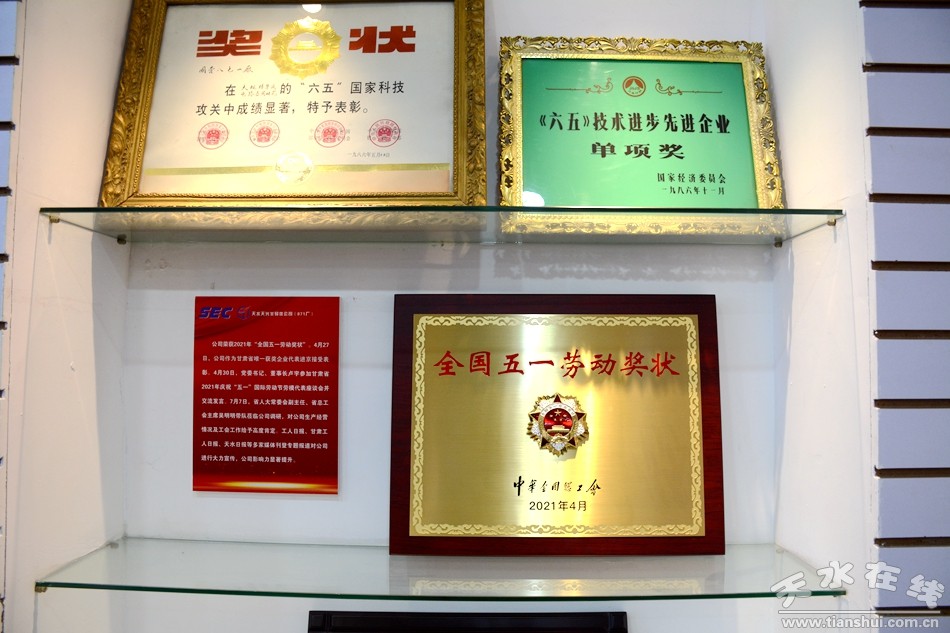 奖状
国营八七一厂
在
的“六五”国家科技
攻关中成绩显著，特予表彰。
《六五》技术进步先进企业
单项奖
国家经济委员会
一九八六年十二月
SEC
公司荣获2021年“全国五一劳动奖状”，4月27
日，公司作为甘肃省唯一获奖企业代表进京接受表
彰，4月30日，党委书记、董事长卢宇参加甘肃省
2021年庆祝“五一”国际劳动节劳模代表座谈会并
交流发言，7月7日，省人大常委会副主任、省总工
会主席吴明明带队莅临公司调研，对公司生产经营
情况及工会工作给予高度肯定，工人日报、甘肃工
人日报、天水日报等多家媒体刊登专题报道对公司
进行大力宣传，公司影响力显著提升。
全国五一劳动奖状
中华全国总工会
2021年4月
天水在线
www.tianshui.com.cn